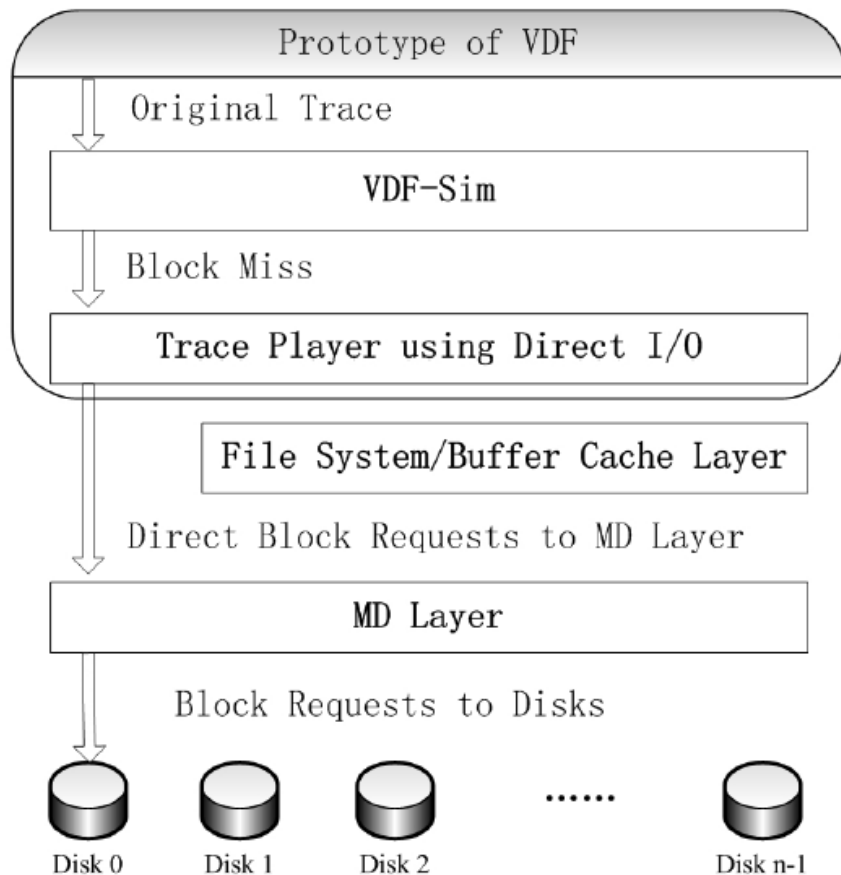 Prototype of VDF
Original Trace
VDF-Sim
Block Miss
Trace Player using Direct I/O
File System/Buffer Cache Layer
Direct Block Requests to MD Layer
MD Layer
Block Requests to Disks
......
Disk 0 Disk 1 Disk 2 Disk n-1